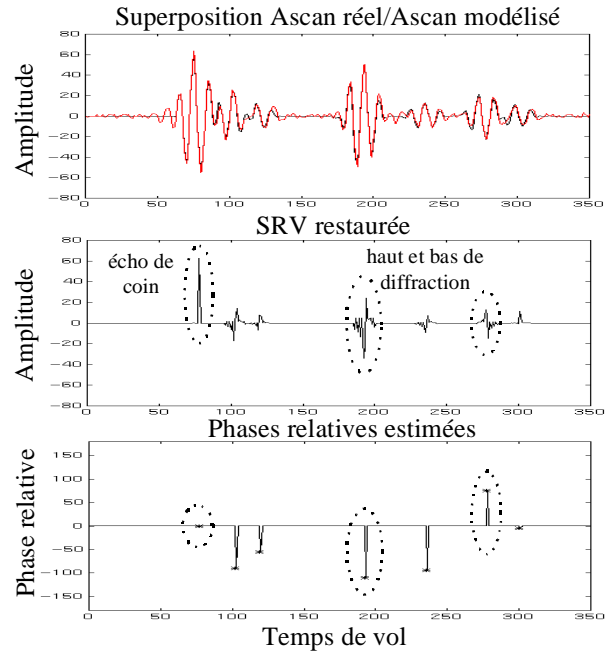 Superposition Ascan réel/Ascan modélisé
Amplitude
80
60
40
20
0
-20
-40
-60
-80
0 50 100 150 200 250 300 350
SRV restaurée
Amplitude
80
60
40
20
0
-20
-40
-60
-80
écho de
coin
haut et bas de
diffraction
0 50 100 150 200 250 300 350
Phases relatives estimées
Phase relative
150
100
50
0
-50
-100
-150
0 50 100 150 200 250 300 350
Temps de vol